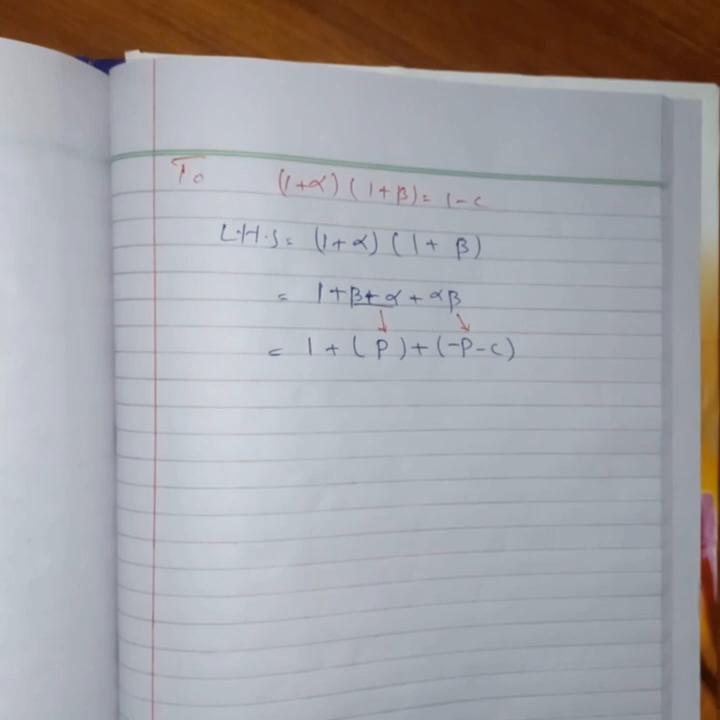 To (1+α) (1+β) = 1-c
L.H.S = (1+α) (1+ β)
= 1+β+α + αβ
= 1 + (P) + (-P-c)